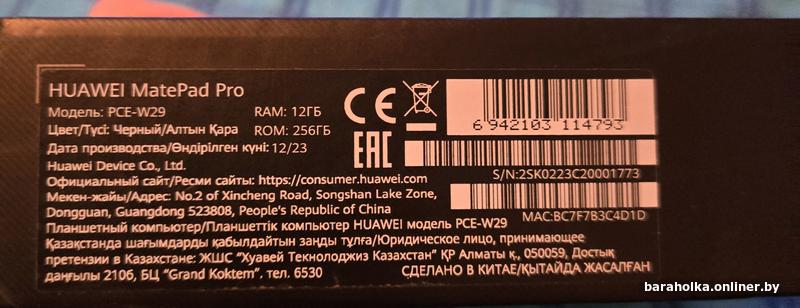 HUAWEI MatePad Pro
Модель: PCE-W29 RAM: 12ГБ
Цвет/Түсі: Черный/Алтын Қара ROM: 256ГБ
Дата производства/Өндірілген күні: 12/23
Huawei Device Co., Ltd.
Официальный сайт/Ресми сайты: https://consumer.huawei.com
Мекен-жайы/Адрес: No.2 of Xincheng Road, Songshan Lake Zone,
Dongguan, Guangdong 523808, People's Republic of China
Планшетный компьютер/Планшеттік компьютер HUAWEI модель PCE-W29
Қазақстанда шағымдарды қабылдайтын заңды тұлға/Юридическое лицо, принимающее
претензии в Казахстане: ЖШС "Хуавей Текнолоджиз Казахстан" ҚР Алматы қ., 050059, Достық
даңғылы 210б, БЦ "Grand Koktem". тел. 6530 СДЕЛАНО В КИТАЕ/ҚЫТАЙДА ЖАСАЛҒАН
CE
EAC
6 942103 114793
S/N:2SK0223C20001773
MAC:BC7F7B3C4D1D
baraholka.onliner.by